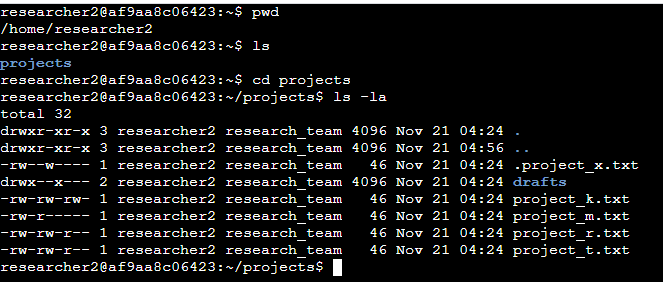 researcher2@af9aa8c06423:~$ pwd
/home/researcher2
researcher2@af9aa8c06423:~$ ls
projects
researcher2@af9aa8c06423:~$ cd projects
researcher2@af9aa8c06423:~/projects$ ls -la
total 32
drwxr-xr-x 3 researcher2 research_team 4096 Nov 21 04:24 .
drwxr-xr-x 3 researcher2 research_team 4096 Nov 21 04:56 ..
-rw--w---- 1 researcher2 research_team   46 Nov 21 04:24 .project_x.txt
drwx--x--- 2 researcher2 research_team 4096 Nov 21 04:24 drafts
-rw-rw-rw- 1 researcher2 research_team   46 Nov 21 04:24 project_k.txt
-rw-r----- 1 researcher2 research_team   46 Nov 21 04:24 project_m.txt
-rw-rw-r-- 1 researcher2 research_team   46 Nov 21 04:24 project_r.txt
-rw-rw-r-- 1 researcher2 research_team   46 Nov 21 04:24 project_t.txt
researcher2@af9aa8c06423:~/projects$